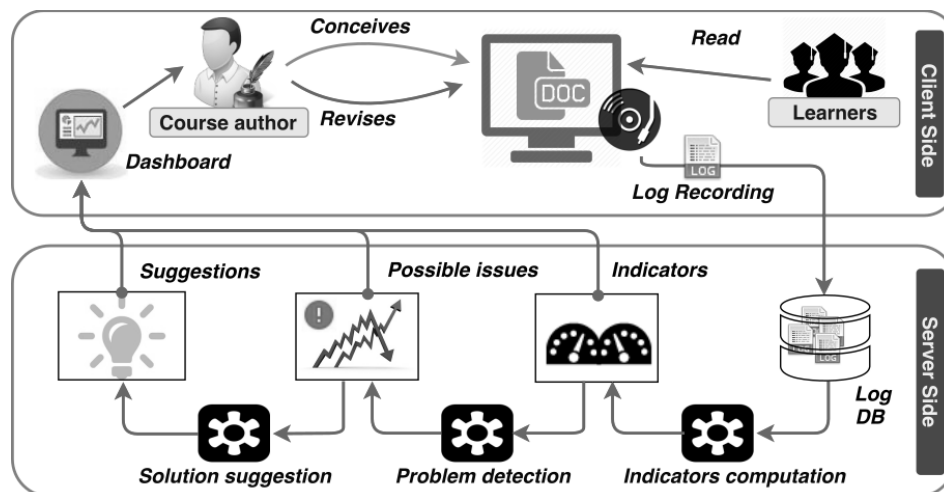 Conceives
Read
DOC
Course author
Revises
Learners
Dashboard
LOG
Log Recording
Client Side
Suggestions
Possible issues
Indicators
LOG
Log
DB
Solution suggestion
Problem detection
Indicators computation
Server Side